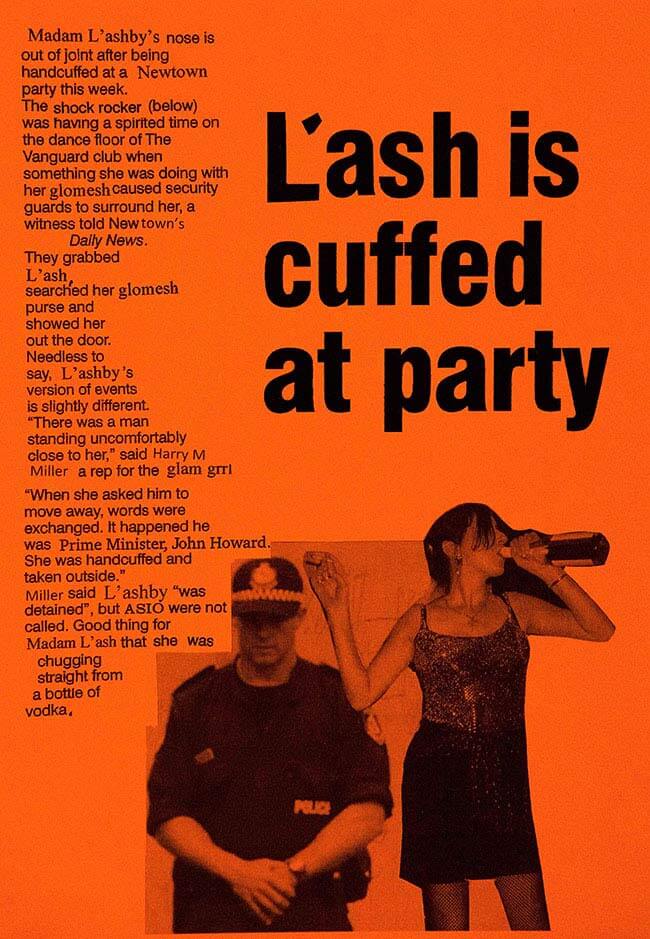 Madam L'ashby's nose is
out of joint after being
handcuffed at a Newtown
party this week.
The shock rocker (below)
was having a spirited time on
the dance floor of The
Vanguard club when
something she was doing with
her glomesh caused security
guards to surround her, a
witness told Newtown's
Daily News.
They grabbed
L'ash,
searched her glomesh
purse and
showed her
out the door.
Needless to
say, L'ashby's
version of events
is slightly different.
"There was a man
standing uncomfortably
close to her," said Harry M
Miller a rep for the glam grrl
"When she asked him to
move away, words were
exchanged. It happened he
was Prime Minister, John Howard.
She was handcuffed and
taken outside."
Miller said L'ashby "was
detained", but ASIO were not
called. Good thing for
Madam L'ash that she was
chugging
straight from
a bottle of
vodka.
L'ash is
cuffed
at party
POLICE